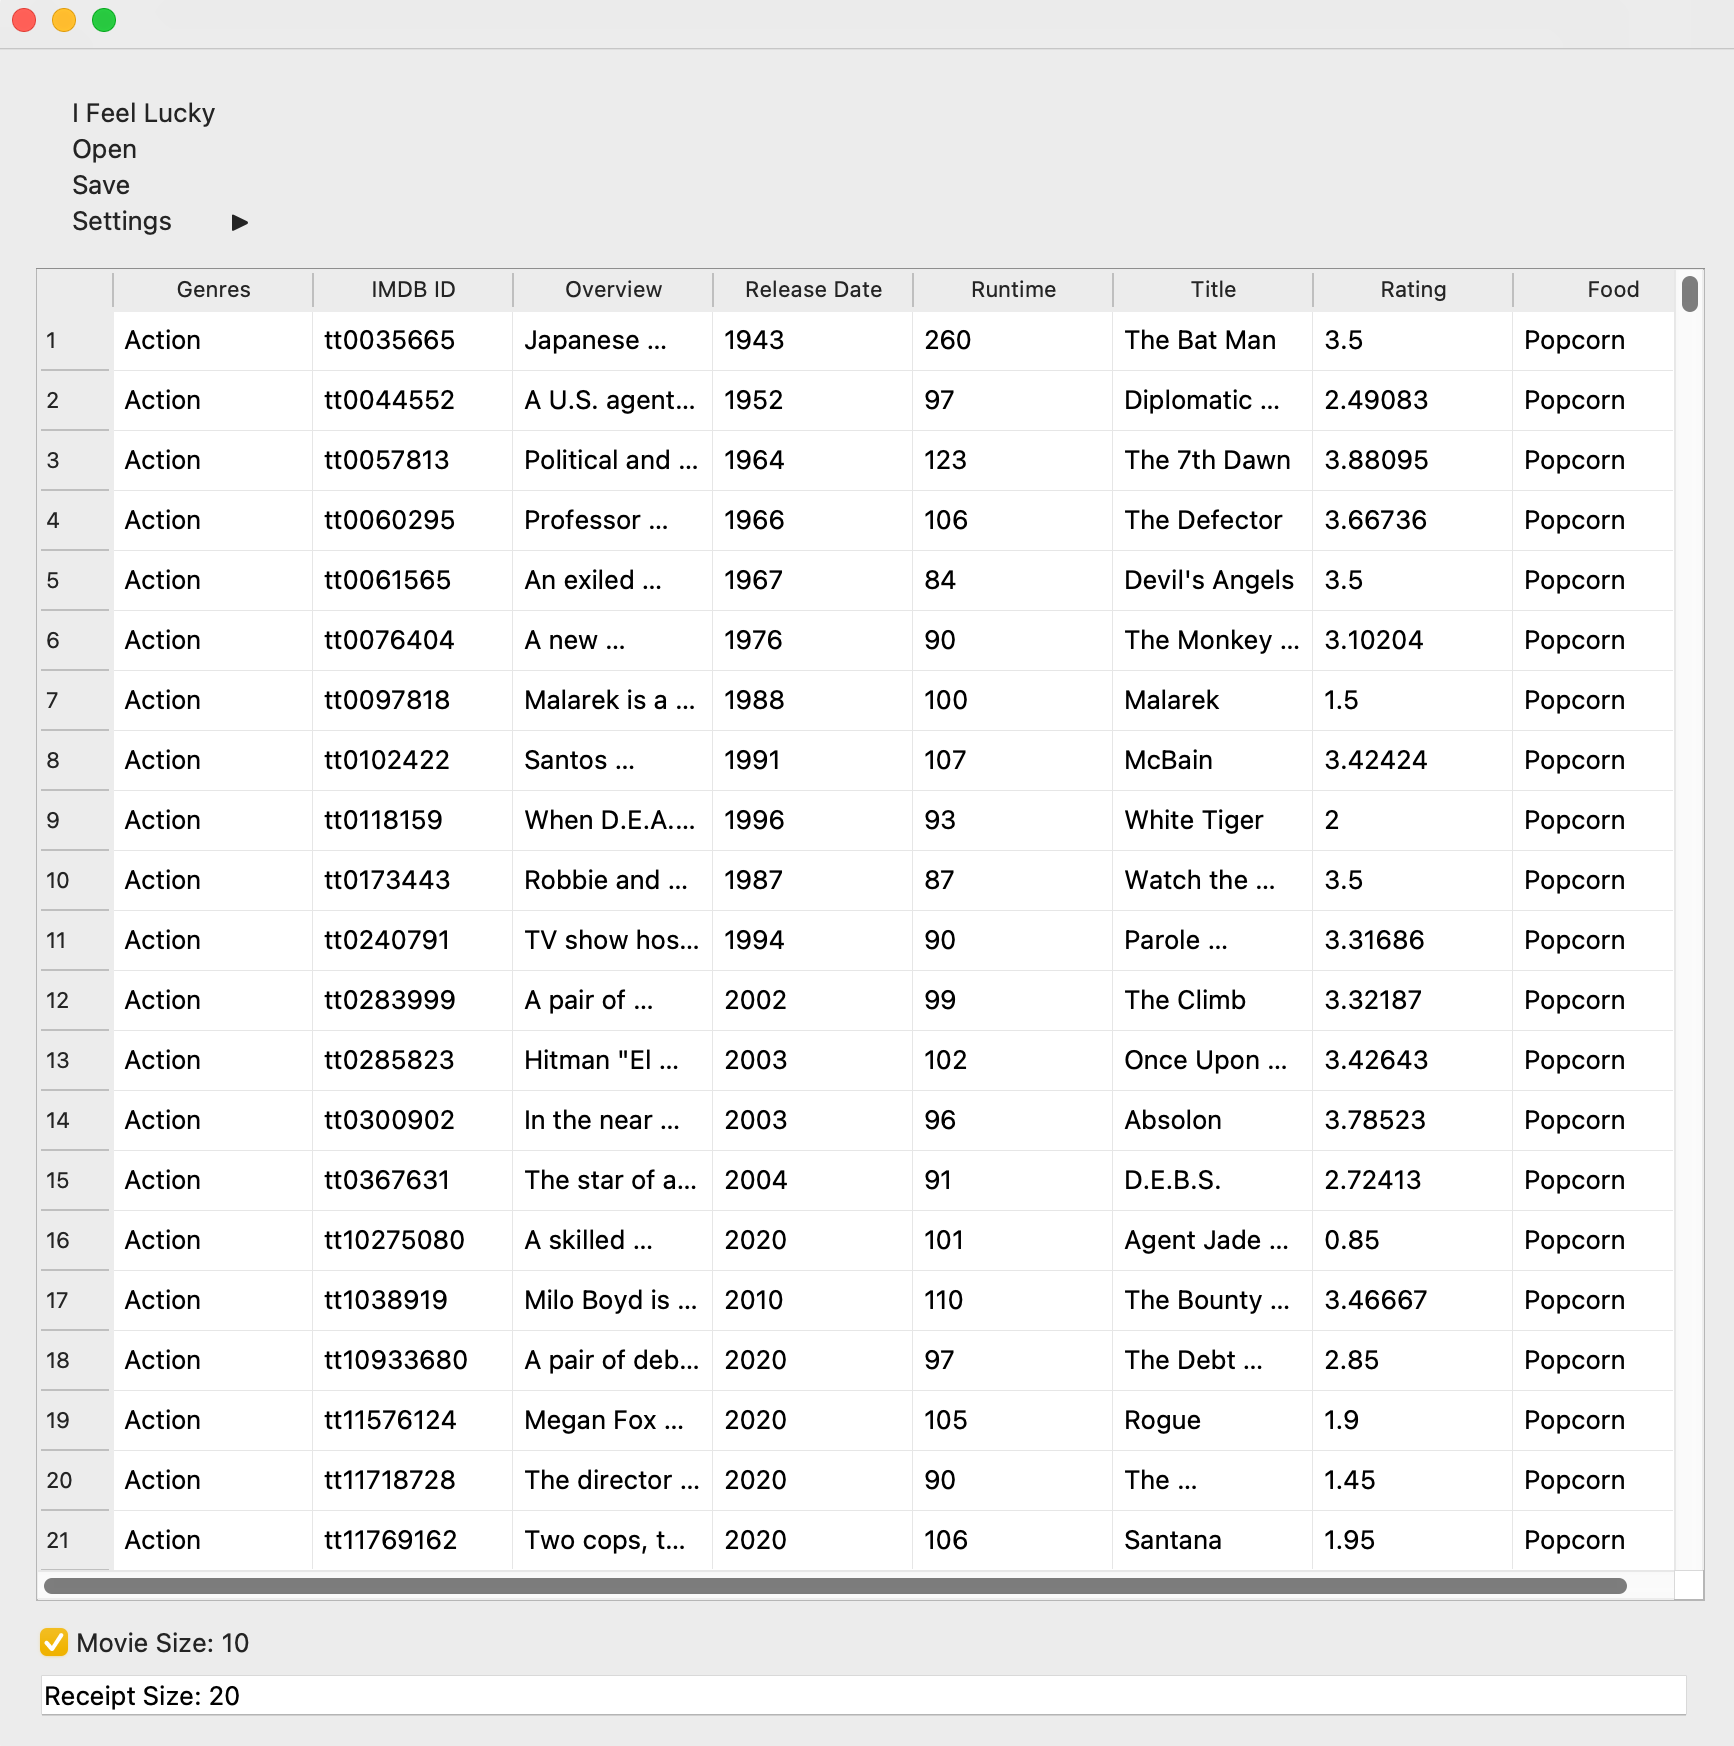 I Feel Lucky
Open
Save
Settings
Genres IMDB ID Overview Release Date Runtime Title Rating Food
1 Action tt0035665 Japanese ... 1943 260 The Bat Man 3.5 Popcorn
2 Action tt0044552 A U.S. agent... 1952 97 Diplomatic ... 2.49083 Popcorn
3 Action tt0057813 Political and ... 1964 123 The 7th Dawn 3.88095 Popcorn
4 Action tt0060295 Professor ... 1966 106 The Defector 3.66736 Popcorn
5 Action tt0061565 An exiled ... 1967 84 Devil's Angels 3.5 Popcorn
6 Action tt0076404 A new ... 1976 90 The Monkey ... 3.10204 Popcorn
7 Action tt0097818 Malarek is a ... 1988 100 Malarek 1.5 Popcorn
8 Action tt0102422 Santos ... 1991 107 McBain 3.42424 Popcorn
9 Action tt0118159 When D.E.A.... 1996 93 White Tiger 2 Popcorn
10 Action tt0173443 Robbie and ... 1987 87 Watch the ... 3.5 Popcorn
11 Action tt0240791 TV show hos... 1994 90 Parole ... 3.31686 Popcorn
12 Action tt0283999 A pair of ... 2002 99 The Climb 3.32187 Popcorn
13 Action tt0285823 Hitman "El ... 2003 102 Once Upon ... 3.42643 Popcorn
14 Action tt0300902 In the near ... 2003 96 Absolon 3.78523 Popcorn
15 Action tt0367631 The star of a... 2004 91 D.E.B.S. 2.72413 Popcorn
16 Action tt10275080 A skilled ... 2020 101 Agent Jade ... 0.85 Popcorn
17 Action tt1038919 Milo Boyd is ... 2010 110 The Bounty ... 3.46667 Popcorn
18 Action tt10933680 A pair of deb... 2020 97 The Debt ... 2.85 Popcorn
19 Action tt11576124 Megan Fox ... 2020 105 Rogue 1.9 Popcorn
20 Action tt11718728 The director ... 2020 90 The ... 1.45 Popcorn
21 Action tt11769162 Two cops, t... 2020 106 Santana 1.95 Popcorn
Movie Size: 10
Receipt Size: 20